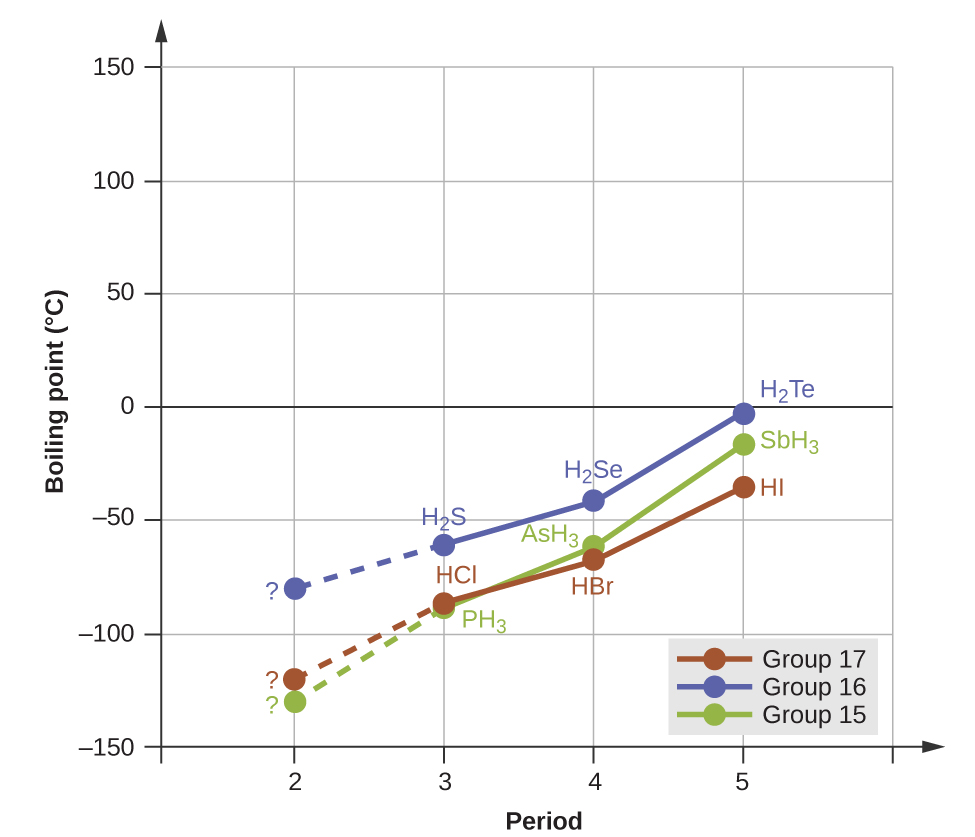 150
100
50
0
–50
–100
–150
Boiling point (°C)
H₂Te
SbH₃
HI
H₂Se
AsH₃
HBr
H₂S
HCl
PH₃
?
?
?
Group 17
Group 16
Group 15
2 3 4 5
Period